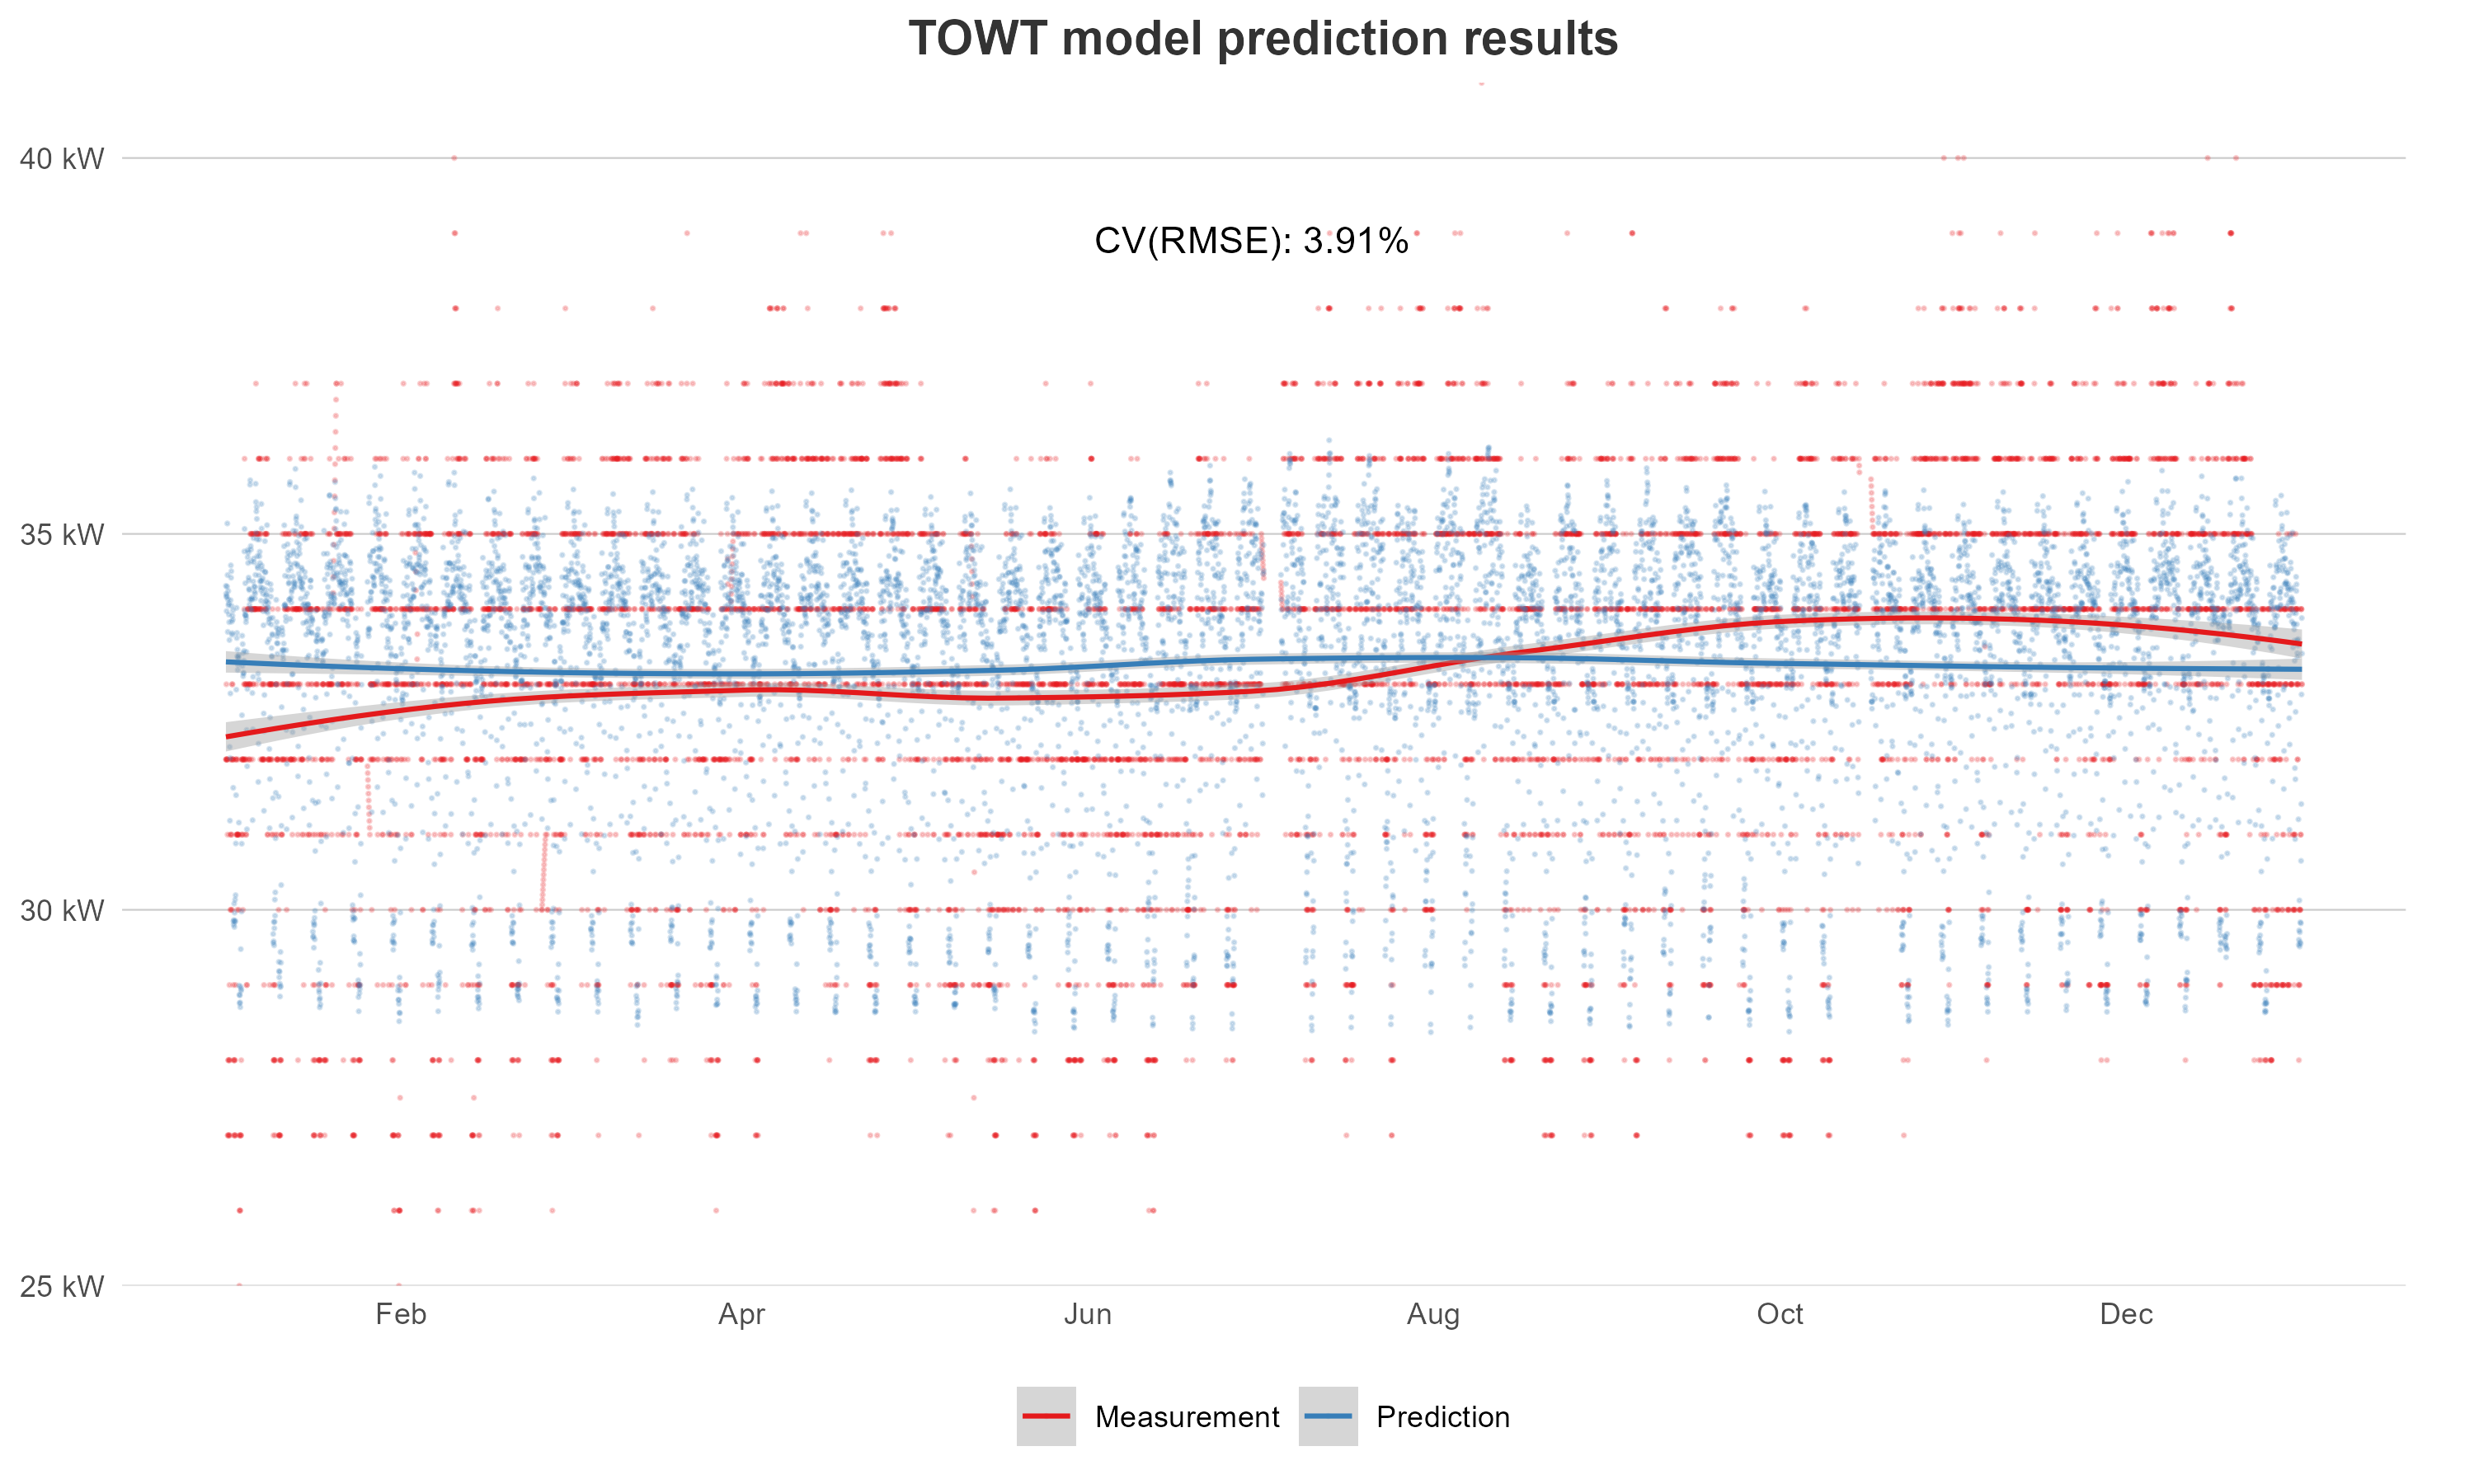 TOWT model prediction results
40 kW
CV(RMSE): 3.91%
35 kW
30 kW
25 kW
Feb Apr Jun Aug Oct Dec
Measurement Prediction